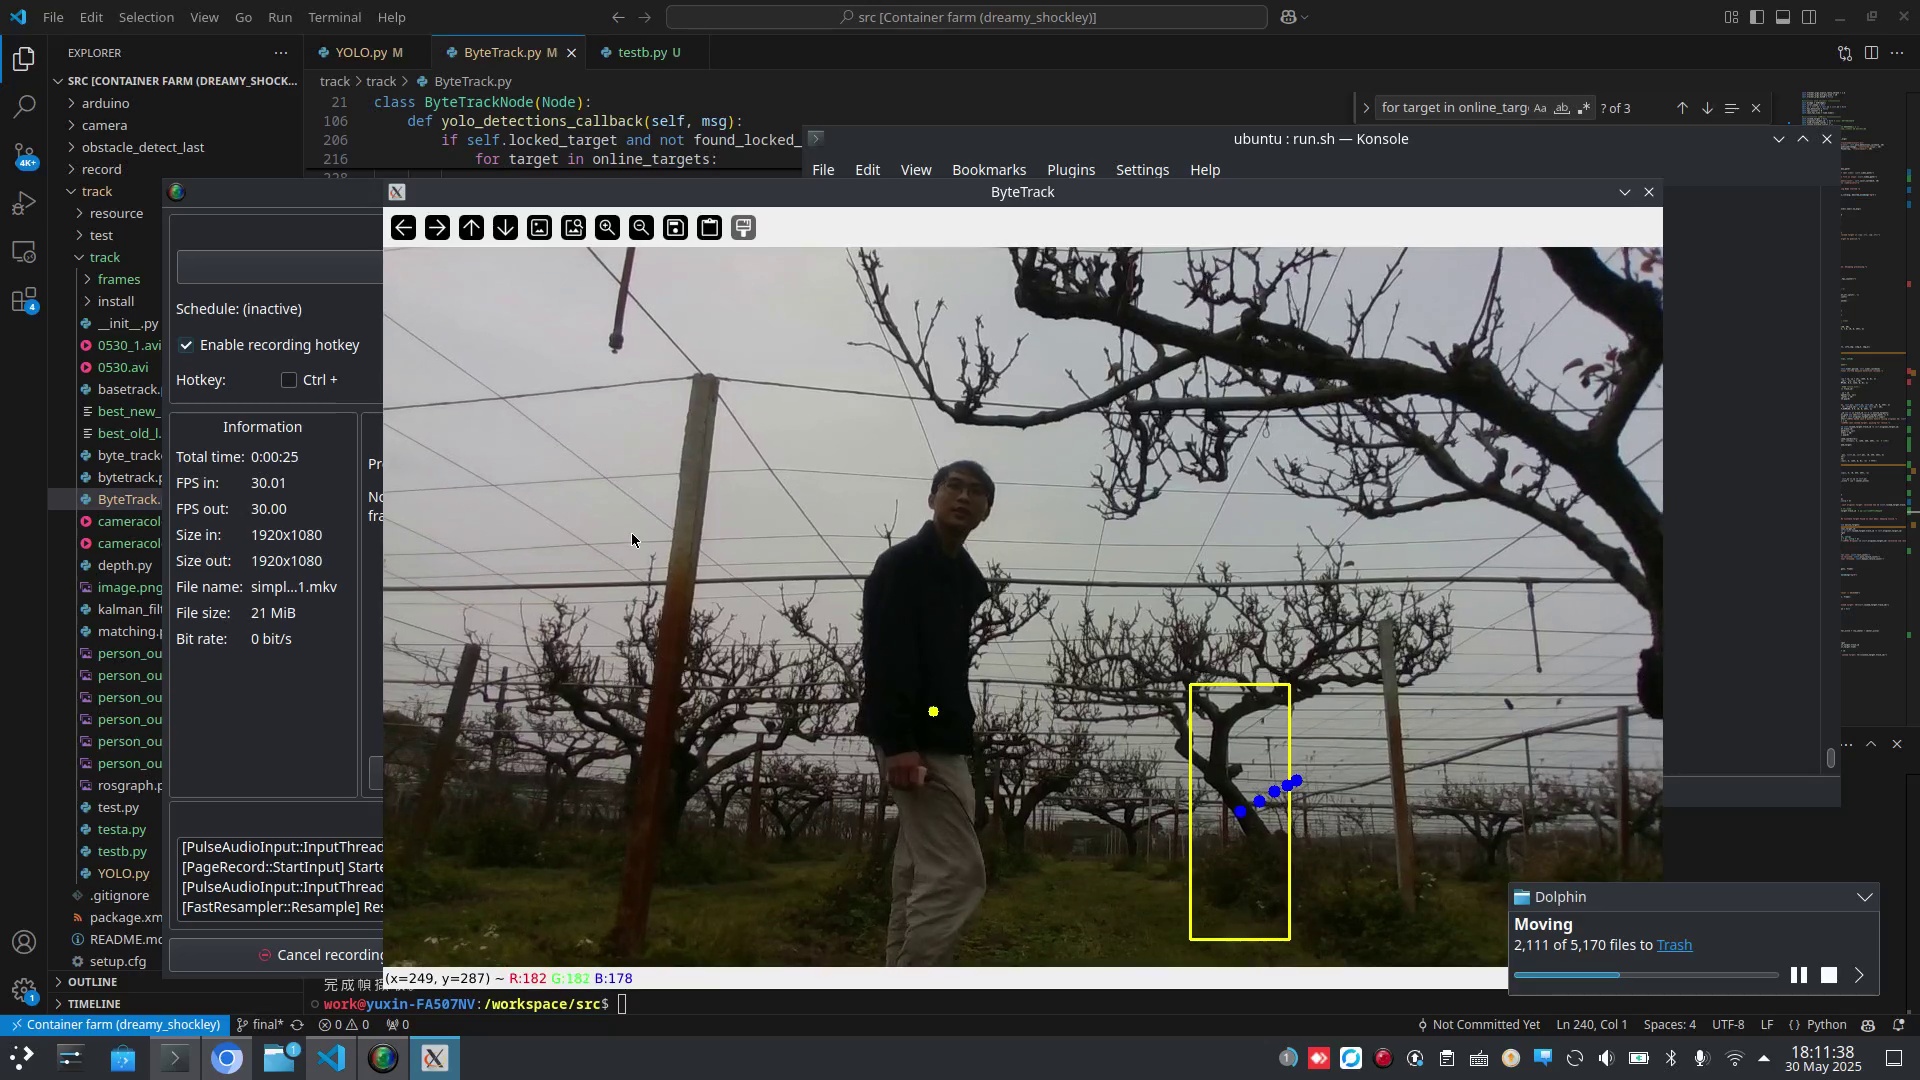 File Edit Selection View Go Run Terminal Help
src [Container farm (dreamy_shockley)]
EXPLORER
YOLO.py M
ByteTrack.py M
testb.py U
SRC [CONTAINER FARM (DREAMY_SHOCK...
track > track > ByteTrack.py
21 class ByteTrackNode(Node):
106 def yolo_detections_callback(self, msg):
206 if self.locked_target and not found_locked_
216 for target in online_targets:
for target in online_targ
Aa ab
? of 3
arduino
camera
obstacle_detect_last
record
track
resource
test
track
frames
install
__init__.py
0530_1.avi
0530.avi
basetrack.
best_new_
best_old_l.
byte_track
bytetrack.p
ByteTrack.
cameracol
cameracol
depth.py
image.png
kalman_filt
matching.p
person_ou
person_ou
person_ou
person_ou
person_ou
person_ou
rosgraph.p
test.py
testa.py
testb.py
YOLO.py
.gitignore
package.xm
README.md
setup.cfg
OUTLINE
TIMELINE
4K+
4
1
ubuntu : run.sh — Konsole
File Edit View Bookmarks Plugins Settings Help
ByteTrack
Schedule: (inactive)
Enable recording hotkey
Hotkey: Ctrl +
Information
Total time: 0:00:25
FPS in: 30.01
FPS out: 30.00
Size in: 1920x1080
Size out: 1920x1080
File name: simpl...1.mkv
File size: 21 MiB
Bit rate: 0 bit/s
Pr
No
fra
[PulseAudioInput::InputThread
[PageRecord::StartInput] Starte
[PulseAudioInput::InputThread
[FastResampler::Resample] Res
Cancel recording
(x=249, y=287) ~ R:182 G:182 B:178
work@yuxin-FA507NV:/workspace/src$
Dolphin
Moving
2,111 of 5,170 files to Trash
Container farm (dreamy_shockley)
final*
0 0
0
Not Committed Yet
Ln 240, Col 1
Spaces: 4
UTF-8
LF
Python
1
1
18:11:38
30 May 2025